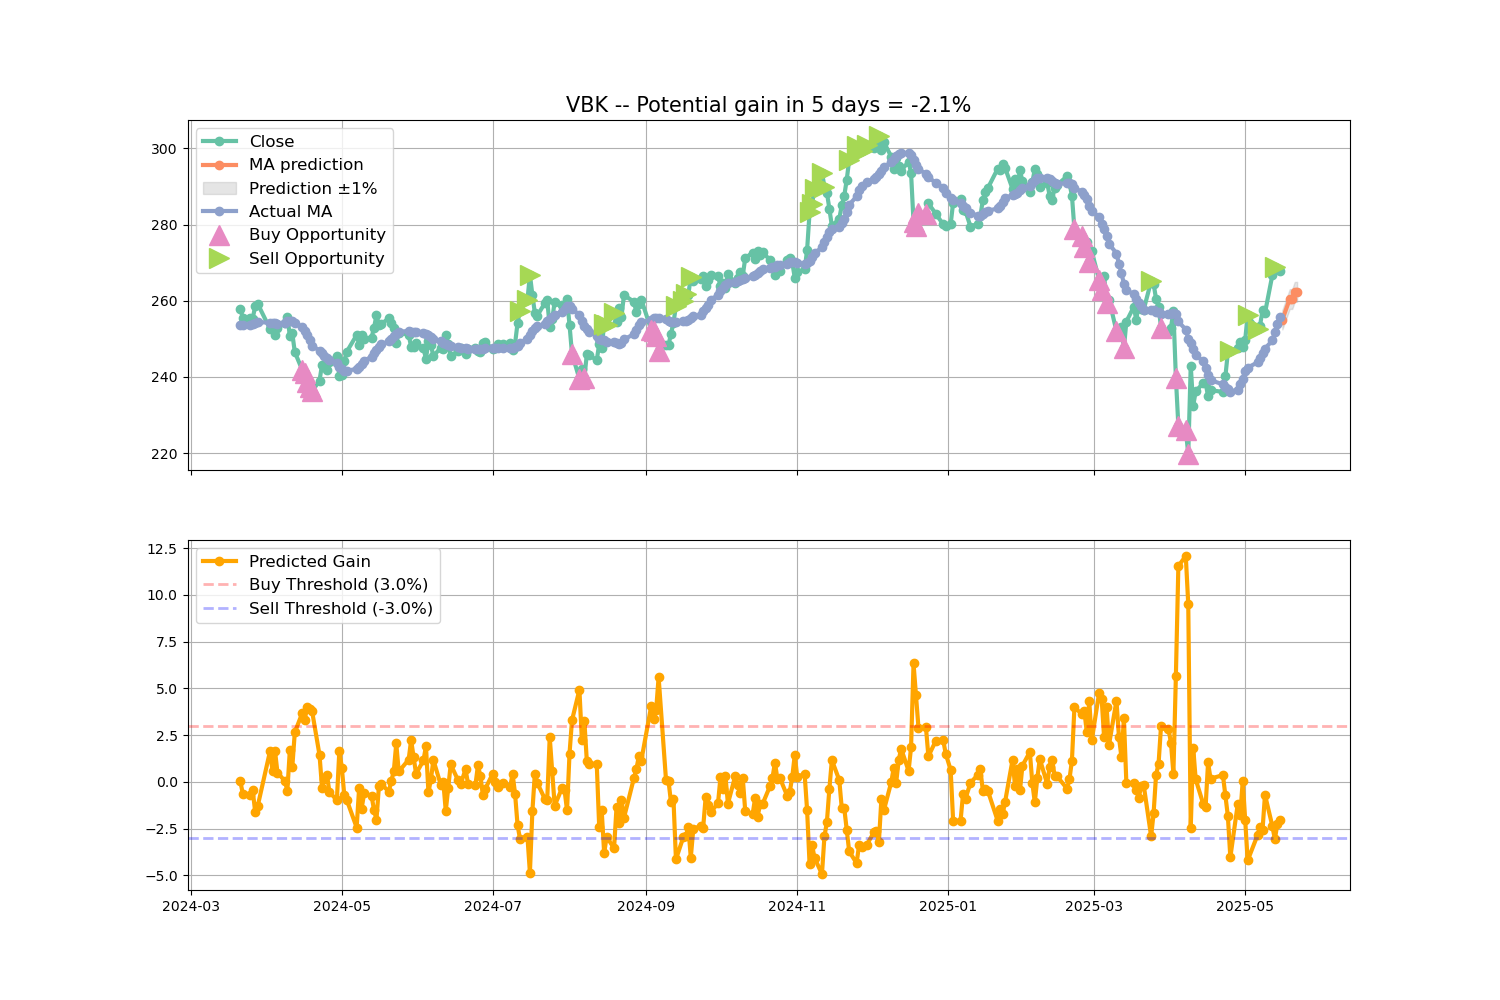 VBK -- Potential gain in 5 days = -2.1%
Close
MA prediction
Prediction ±1%
Actual MA
Buy Opportunity
Sell Opportunity
300
280
260
240
220
Predicted Gain
Buy Threshold (3.0%)
Sell Threshold (-3.0%)
12.5
10.0
7.5
5.0
2.5
0.0
−2.5
−5.0
2024-03 2024-05 2024-07 2024-09 2024-11 2025-01 2025-03 2025-05